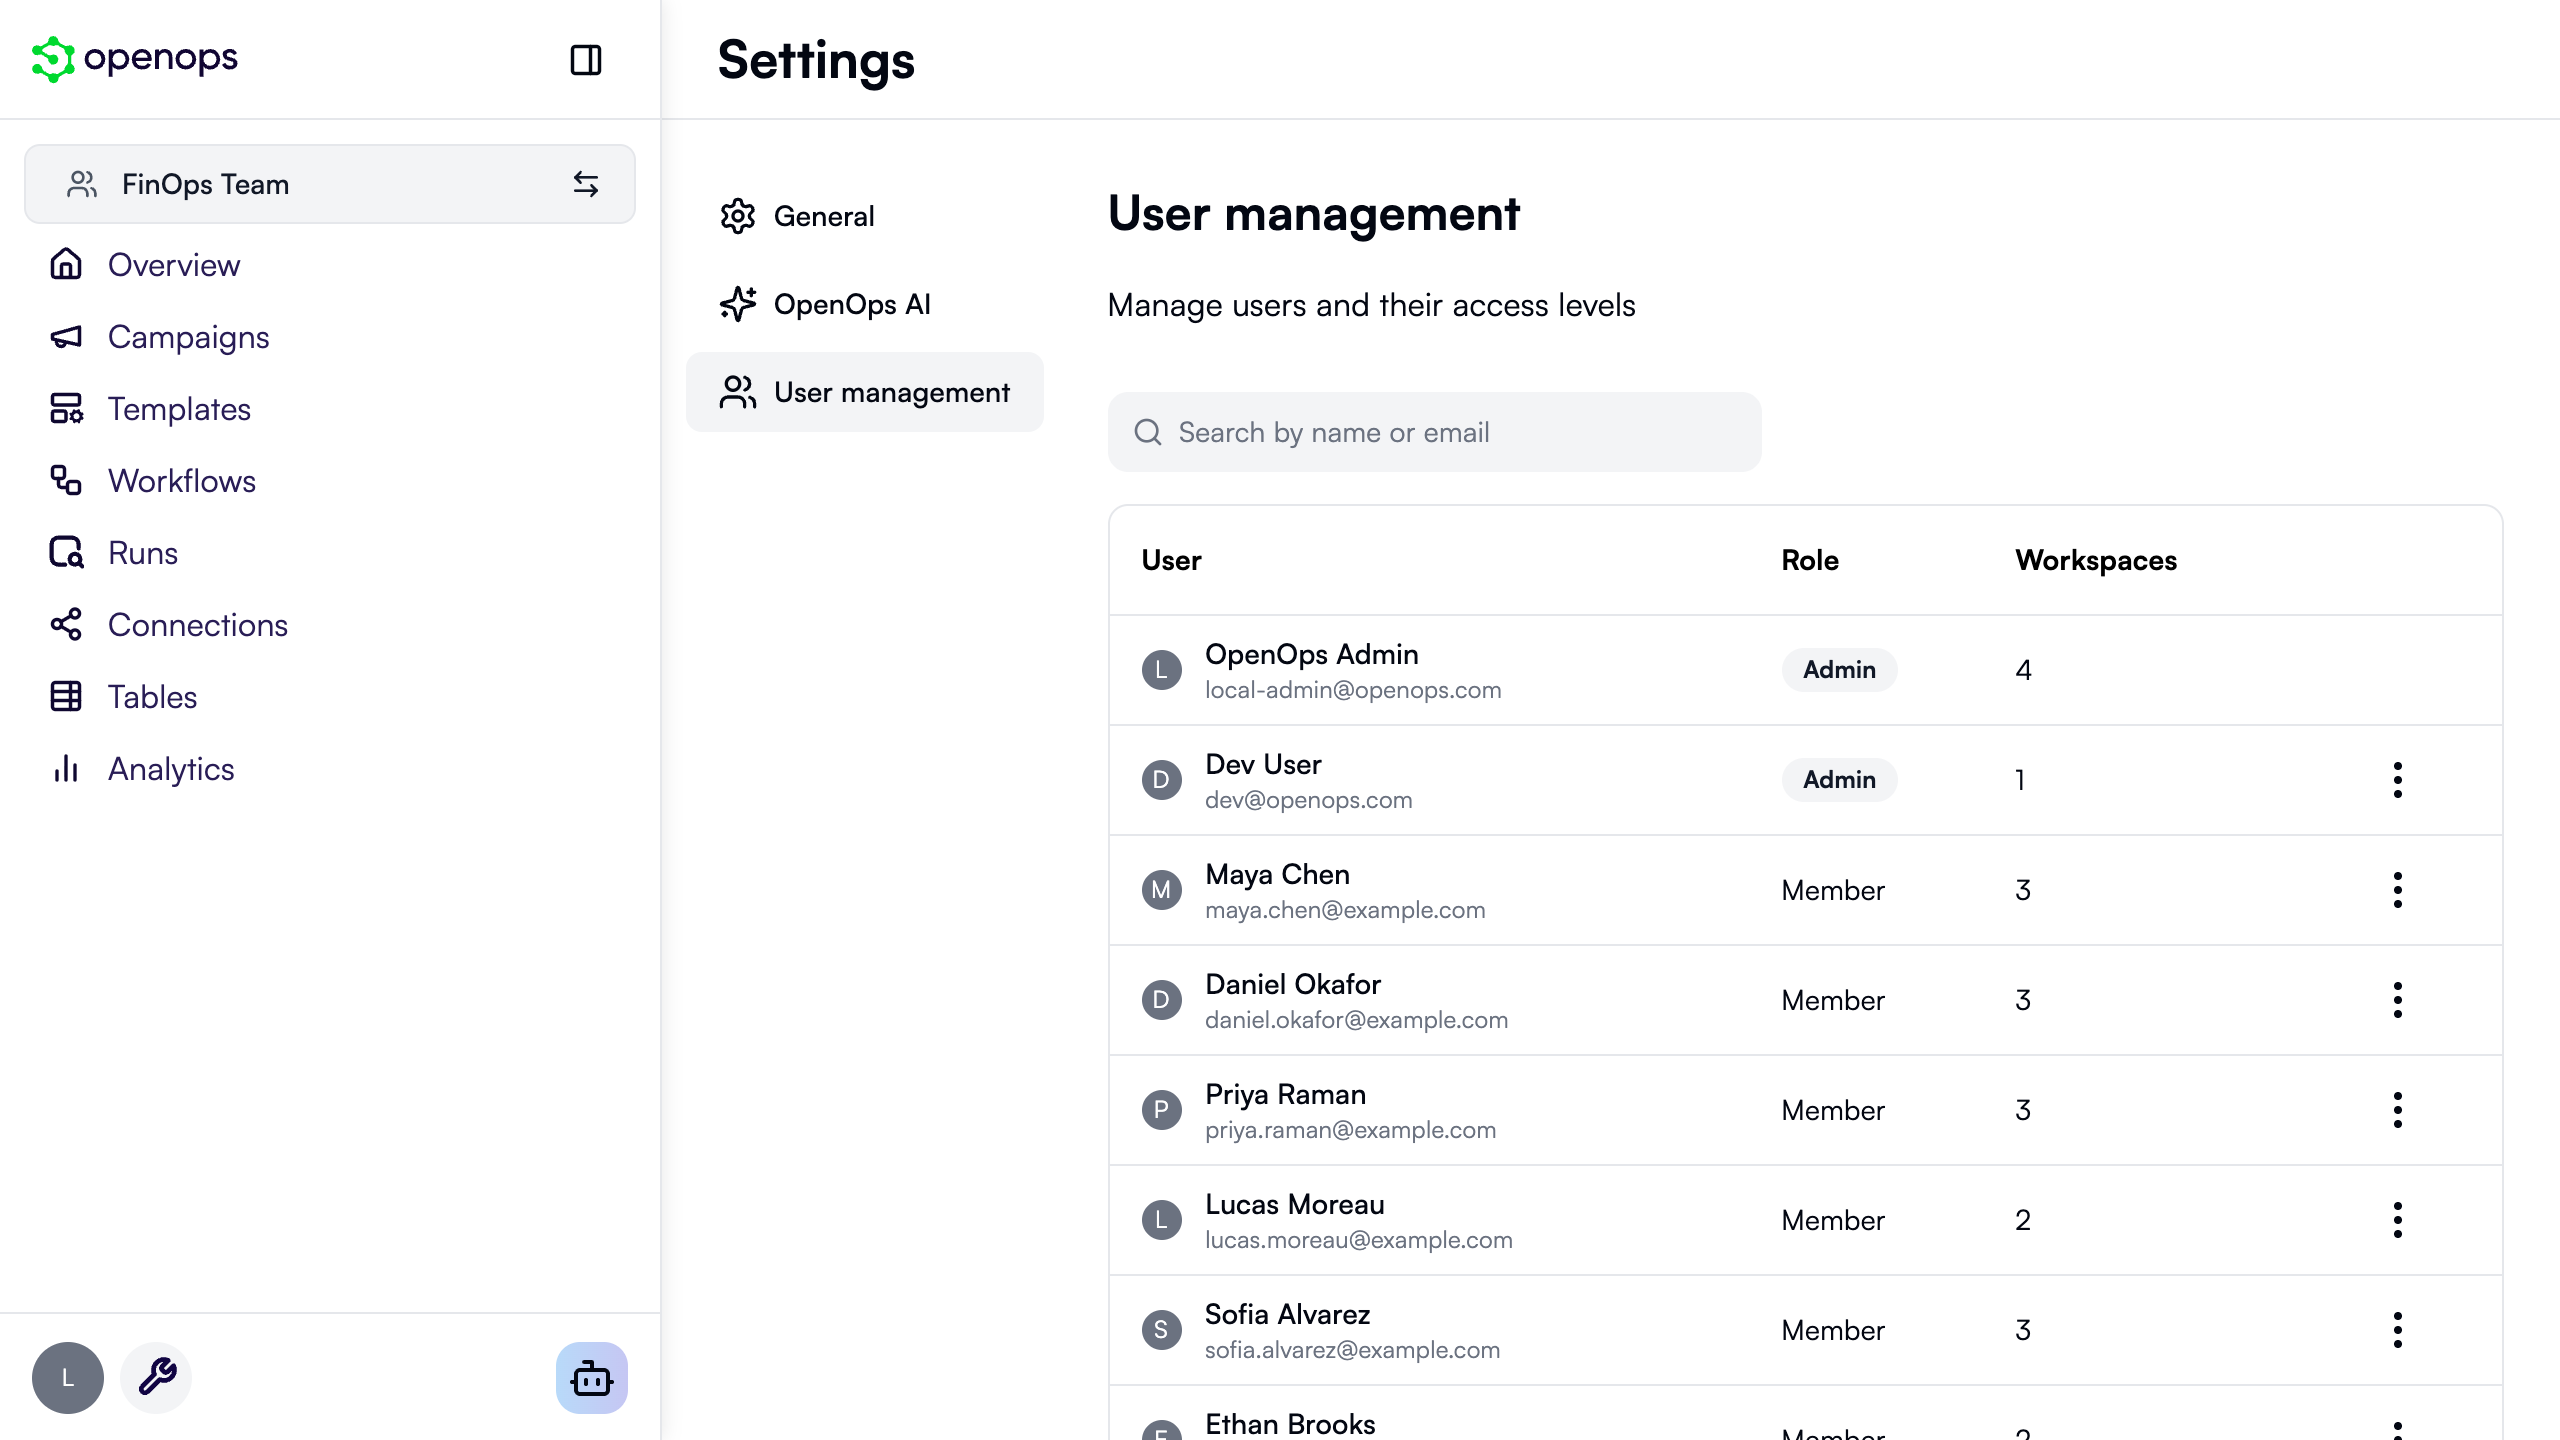 openops
Settings
FinOps Team
Overview
Campaigns
Templates
Workflows
Runs
Connections
Tables
Analytics
L
General
OpenOps AI
User management
User management
Manage users and their access levels
Search by name or email
User Role Workspaces
L OpenOps Admin Admin 4
local-admin@openops.com
D Dev User Admin 1
dev@openops.com
M Maya Chen Member 3
maya.chen@example.com
D Daniel Okafor Member 3
daniel.okafor@example.com
P Priya Raman Member 3
priya.raman@example.com
L Lucas Moreau Member 2
lucas.moreau@example.com
S Sofia Alvarez Member 3
sofia.alvarez@example.com
E Ethan Brooks Member 2